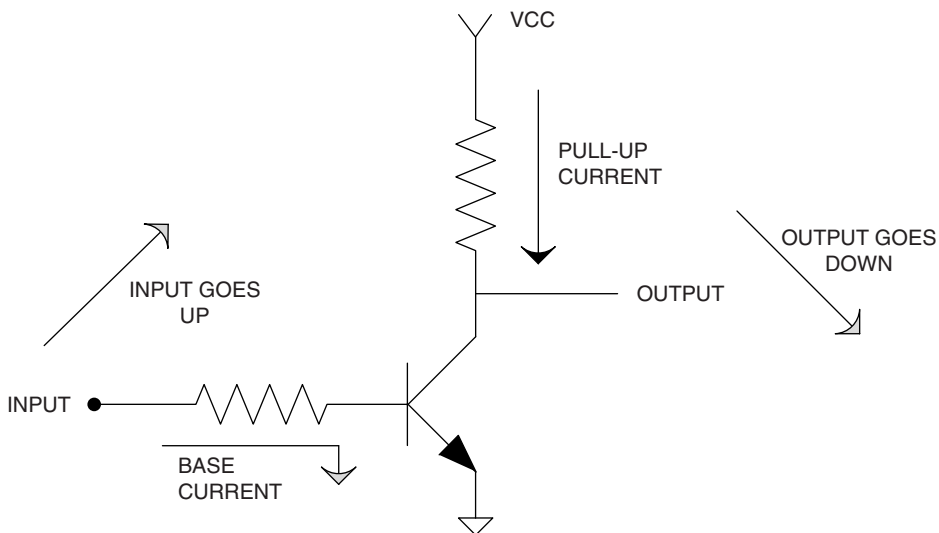 VCC
PULL-UP
CURRENT
OUTPUT GOES
DOWN
INPUT GOES
UP
OUTPUT
INPUT
BASE
CURRENT